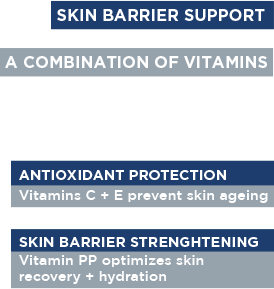 SKIN BARRIER SUPPORT
A COMBINATION OF VITAMINS
ANTIOXIDANT PROTECTION
Vitamins C + E prevent skin ageing
SKIN BARRIER STRENGHTENING
Vitamin PP optimizes skin
recovery + hydration